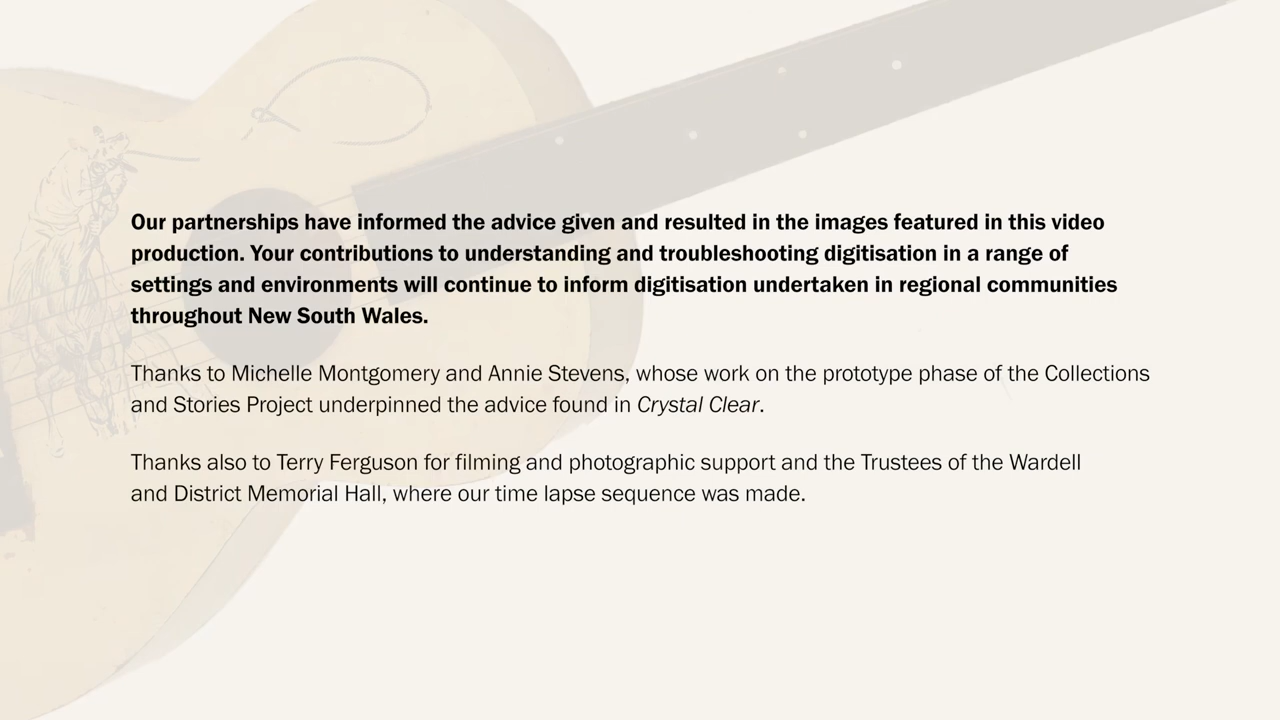 Our partnerships have informed the advice given and resulted in the images featured in this video
production. Your contributions to understanding and troubleshooting digitisation in a range of
settings and environments will continue to inform digitisation undertaken in regional communities
throughout New South Wales.
Thanks to Michelle Montgomery and Annie Stevens, whose work on the prototype phase of the Collections
and Stories Project underpinned the advice found in Crystal Clear.
Thanks also to Terry Ferguson for filming and photographic support and the Trustees of the Wardell
and District Memorial Hall, where our time lapse sequence was made.